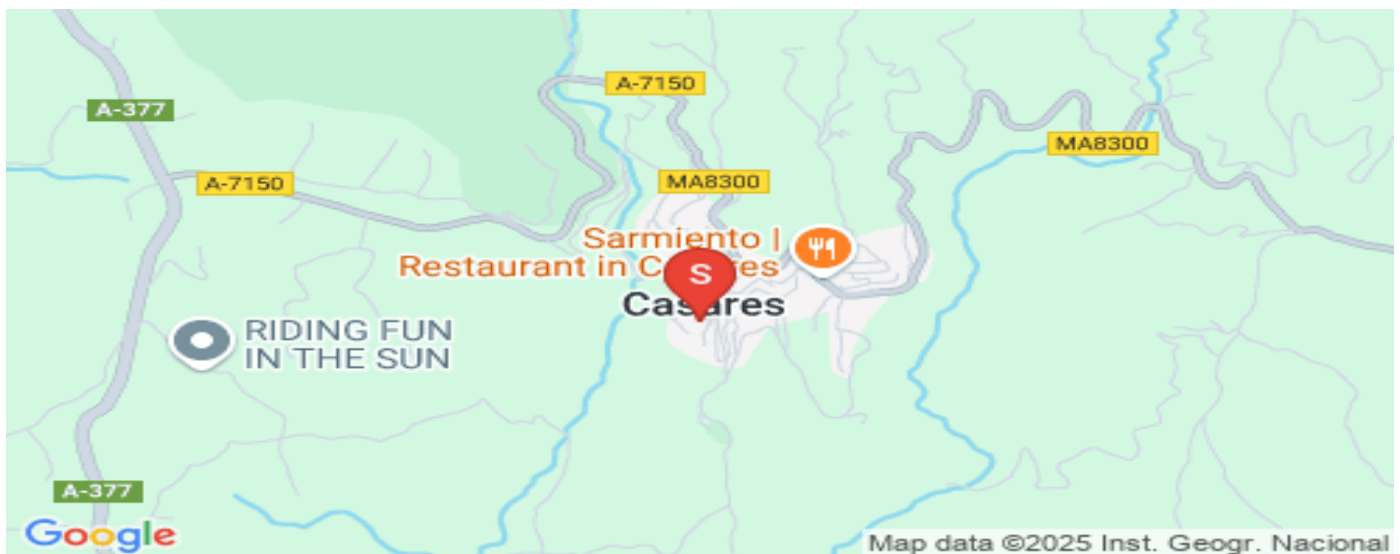 A-7150
A-377
MA8300
A-7150
MA8300
Sarmiento |
Restaurant in C res
S
Casares
RIDING FUN
IN THE SUN
A-377
Google
Map data ©2025 Inst. Geogr. Nacional